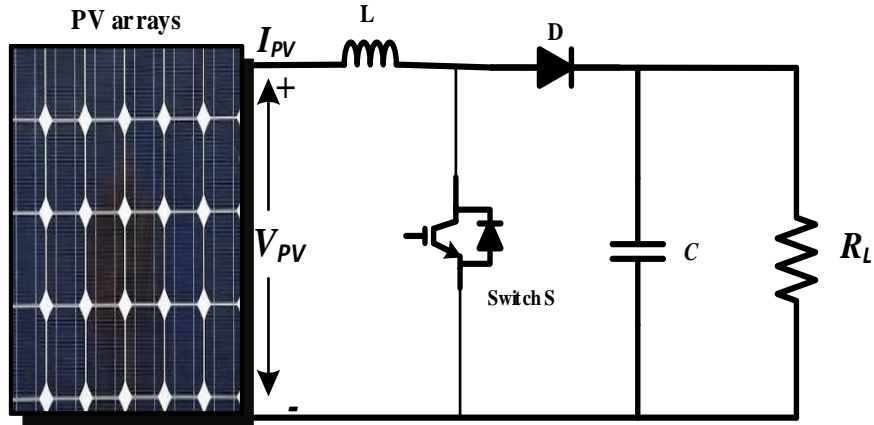 PV arrays
L
D
I_PV
+
V_PV
Switch S
C
R_L
-